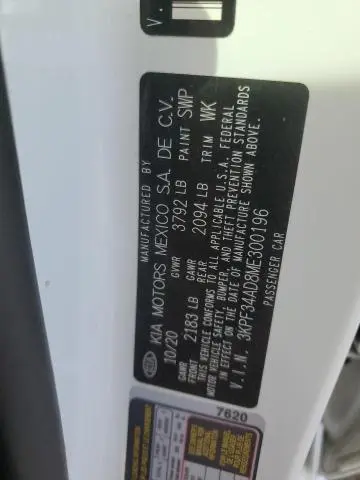 V.
MANUFACTURED BY
KIA MOTORS MEXICO S.A. DE C.V.
10/20 GVWR 3792 LB PAINT SWP
GAWR FRONT 2183 LB GAWR REAR 2094 LB TRIM WK
THIS VEHICLE CONFORMS TO ALL APPLICABLE U.S.A. FEDERAL
MOTOR VEHICLE SAFETY, BUMPER, AND THEFT PREVENTION STANDARDS
IN EFFECT ON THE DATE OF MANUFACTURE SHOWN ABOVE.
V.I.N. 3KPF34AD8ME300196
PASSENGER CAR
KIA
7620